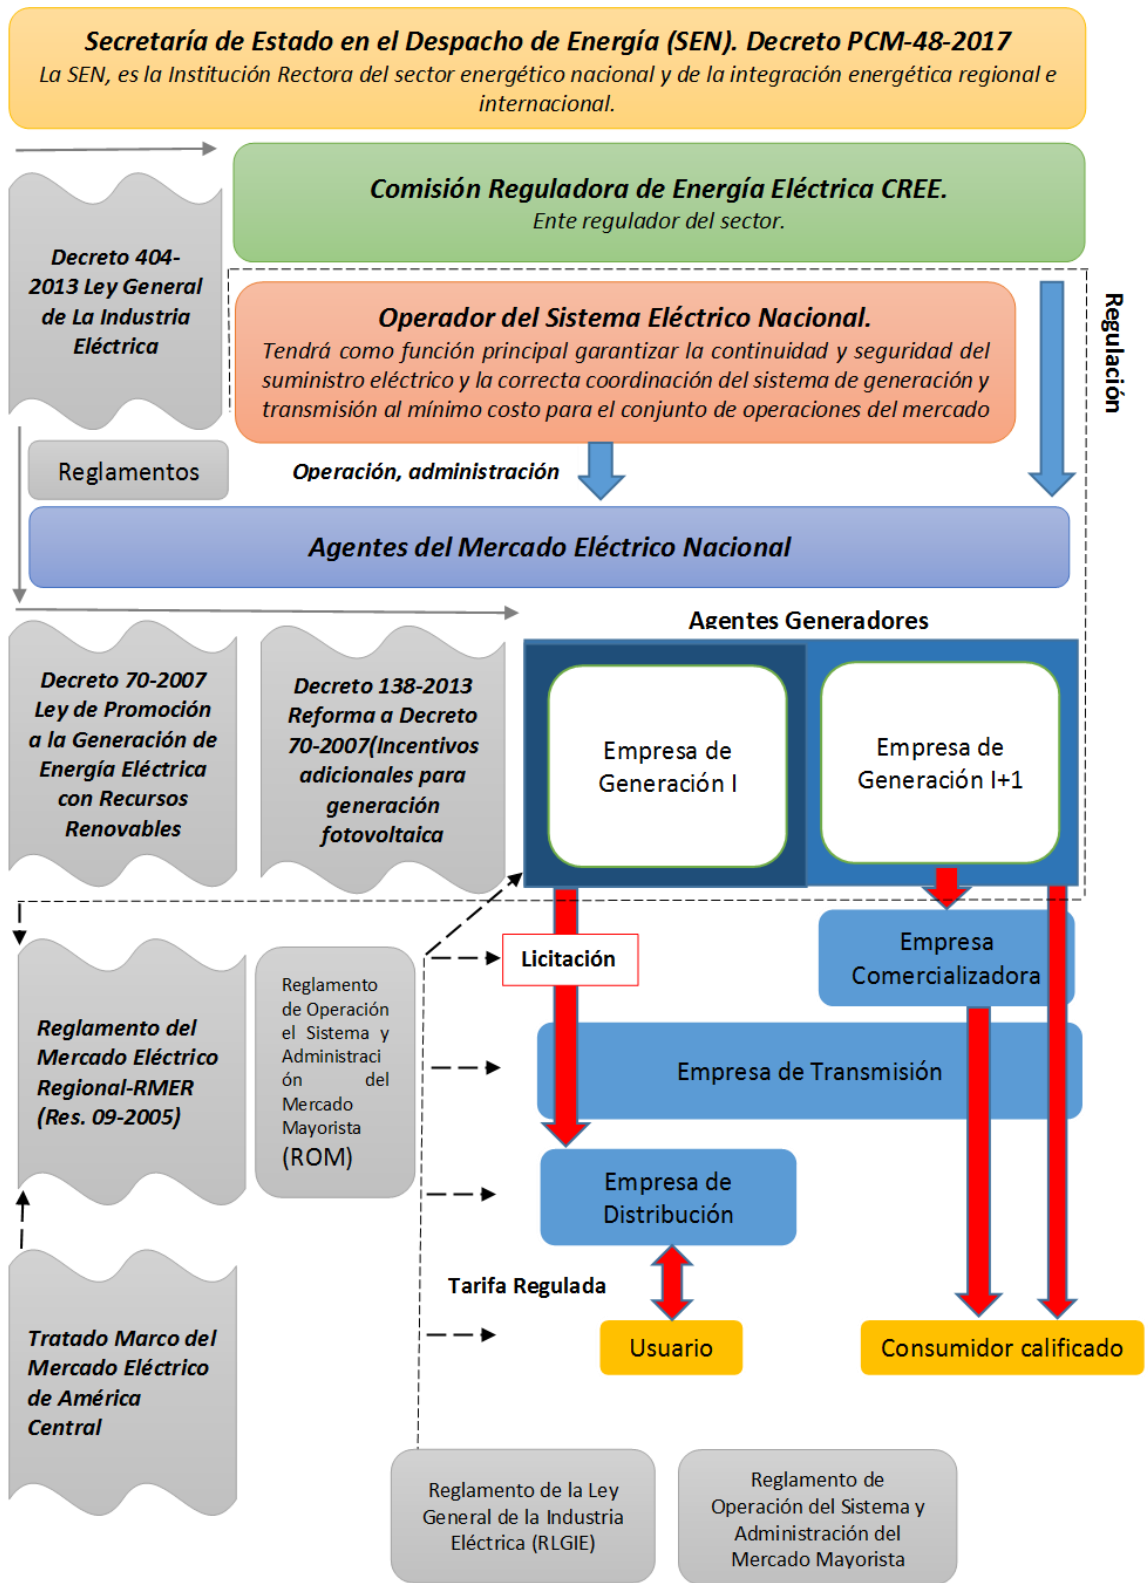 Secretaría de Estado en el Despacho de Energía (SEN). Decreto PCM-48-2017
La SEN, es la Institución Rectora del sector energético nacional y de la integración energética regional e
internacional.
Comisión Reguladora de Energía Eléctrica CREE.
Ente regulador del sector.
Decreto 404-
2013 Ley General
de La Industria
Eléctrica
Operador del Sistema Eléctrico Nacional.
Tendrá como función principal garantizar la continuidad y seguridad del
suministro eléctrico y la correcta coordinación del sistema de generación y
transmisión al mínimo costo para el conjunto de operaciones del mercado
Regulación
Reglamentos
Operación, administración
Agentes del Mercado Eléctrico Nacional
Agentes Generadores
Decreto 70-2007
Ley de Promoción
a la Generación de
Energía Eléctrica
con Recursos
Renovables
Decreto 138-2013
Reforma a Decreto
70-2007(Incentivos
adicionales para
generación
fotovoltaica
Empresa de
Generación I
Empresa de
Generación I+1
Licitación
Empresa
Comercializadora
Reglamento del
Mercado Eléctrico
Regional-RMER
(Res. 09-2005)
Reglamento
de Operación
el Sistema y
Administraci
ón del
Mercado
Mayorista
(ROM)
Empresa de Transmisión
Empresa de
Distribución
Tarifa Regulada
Usuario
Consumidor calificado
Tratado Marco del
Mercado Eléctrico
de América
Central
Reglamento de la Ley
General de la Industria
Eléctrica (RLGIE)
Reglamento de
Operación del Sistema y
Administración del
Mercado Mayorista